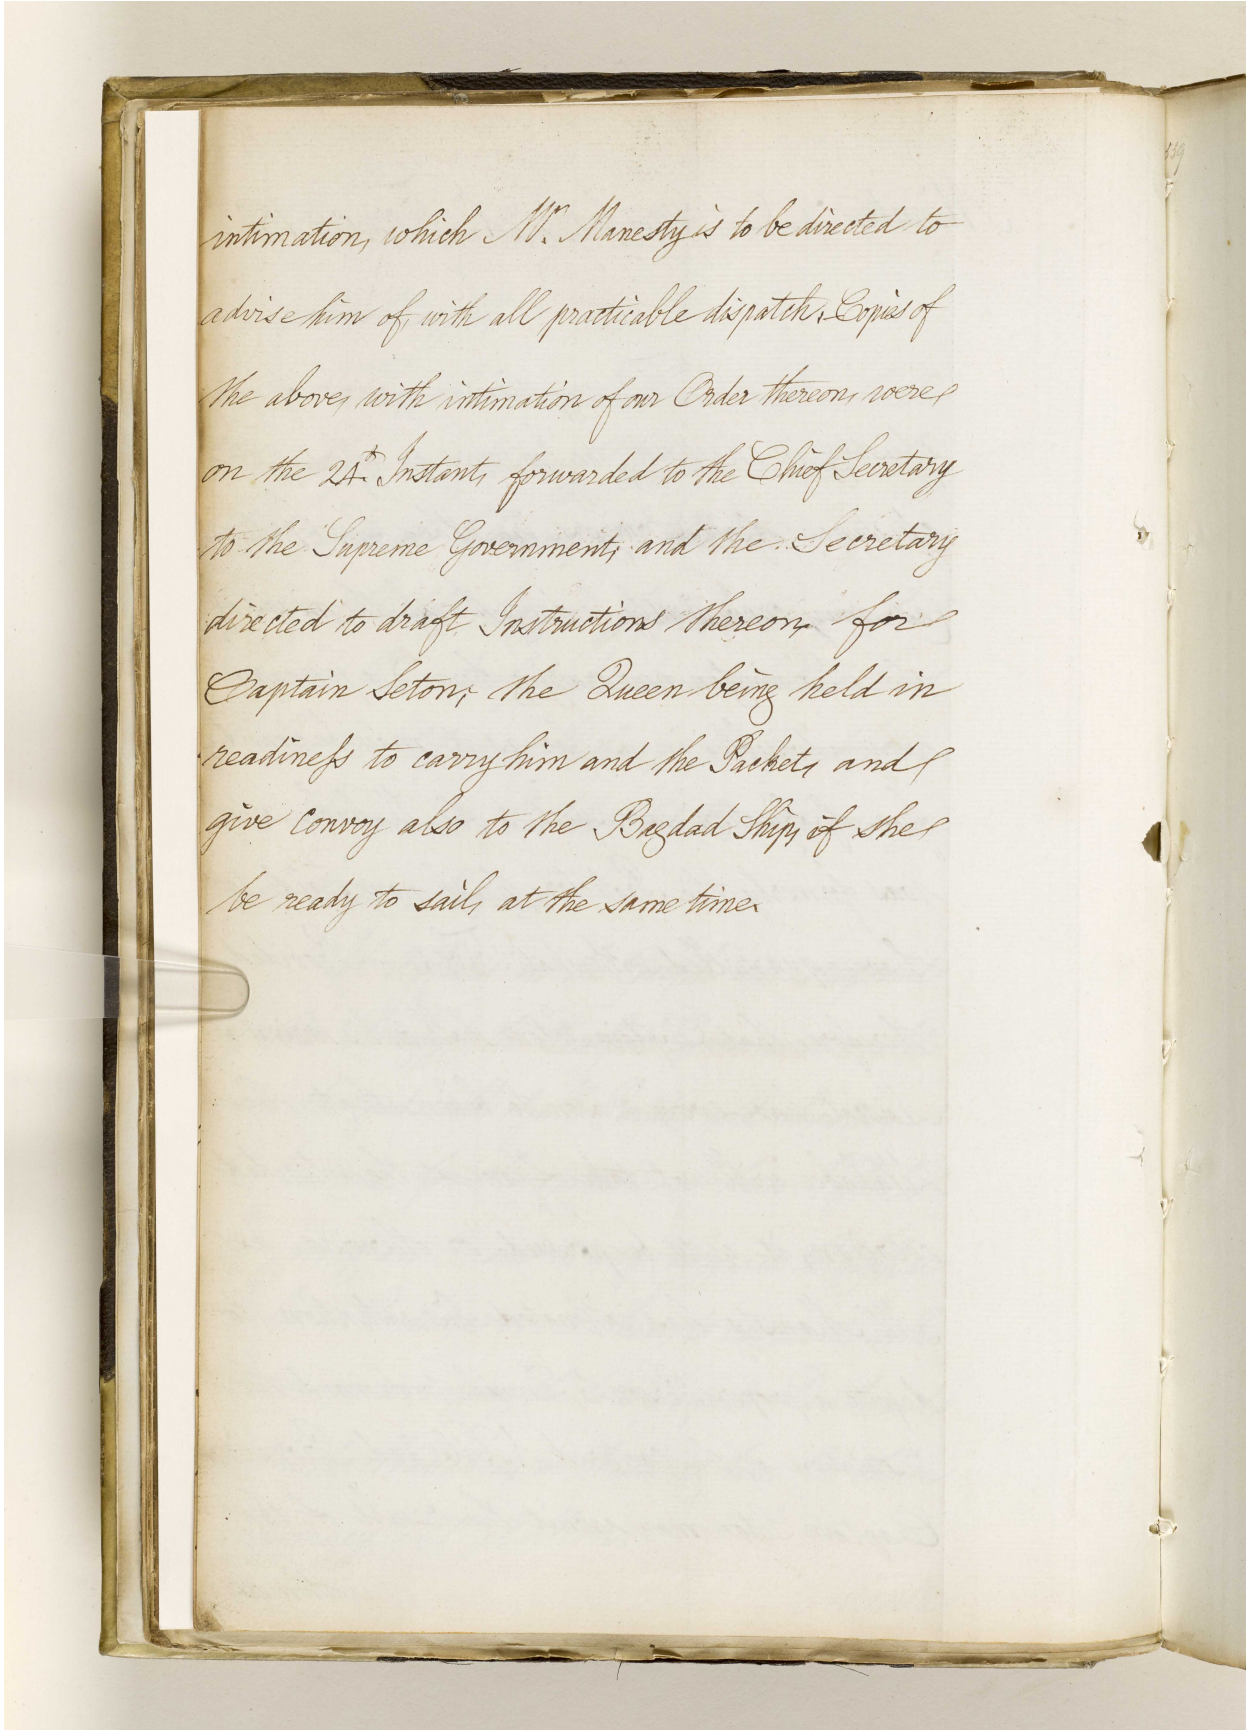 intimation, which Mr. Manesty is to be directed to
advise him of, with all practicable dispatch. Copies of
the above, with intimation of our Order thereon, were
on the 24th. Instant, forwarded to the Chief Secretary
to the Supreme Government, and the Secretary
directed to draft Instructions thereon, for
Captain Seton; the Queen being held in
readiness to carry him and the Packet, and
give convoy also to the Bagdad Ship, if she
be ready to sail, at the same time.